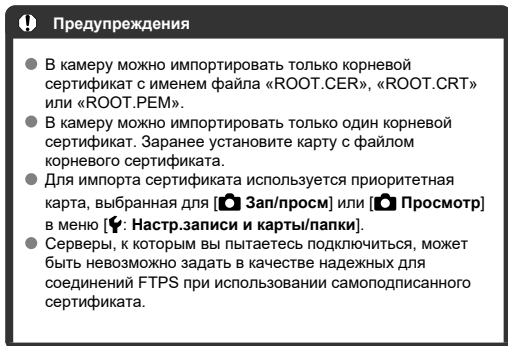 Предупреждения
В камеру можно импортировать только корневой
сертификат с именем файла «ROOT.CER», «ROOT.CRT»
или «ROOT.PEM».
В камеру можно импортировать только один корневой
сертификат. Заранее установите карту с файлом
корневого сертификата.
Для импорта сертификата используется приоритетная
карта, выбранная для [ Зап/просм] или [ Просмотр]
в меню [: Настр.записи и карты/папки].
Серверы, к которым вы пытаетесь подключиться, может
быть невозможно задать в качестве надежных для
соединений FTPS при использовании самоподписанного
сертификата.